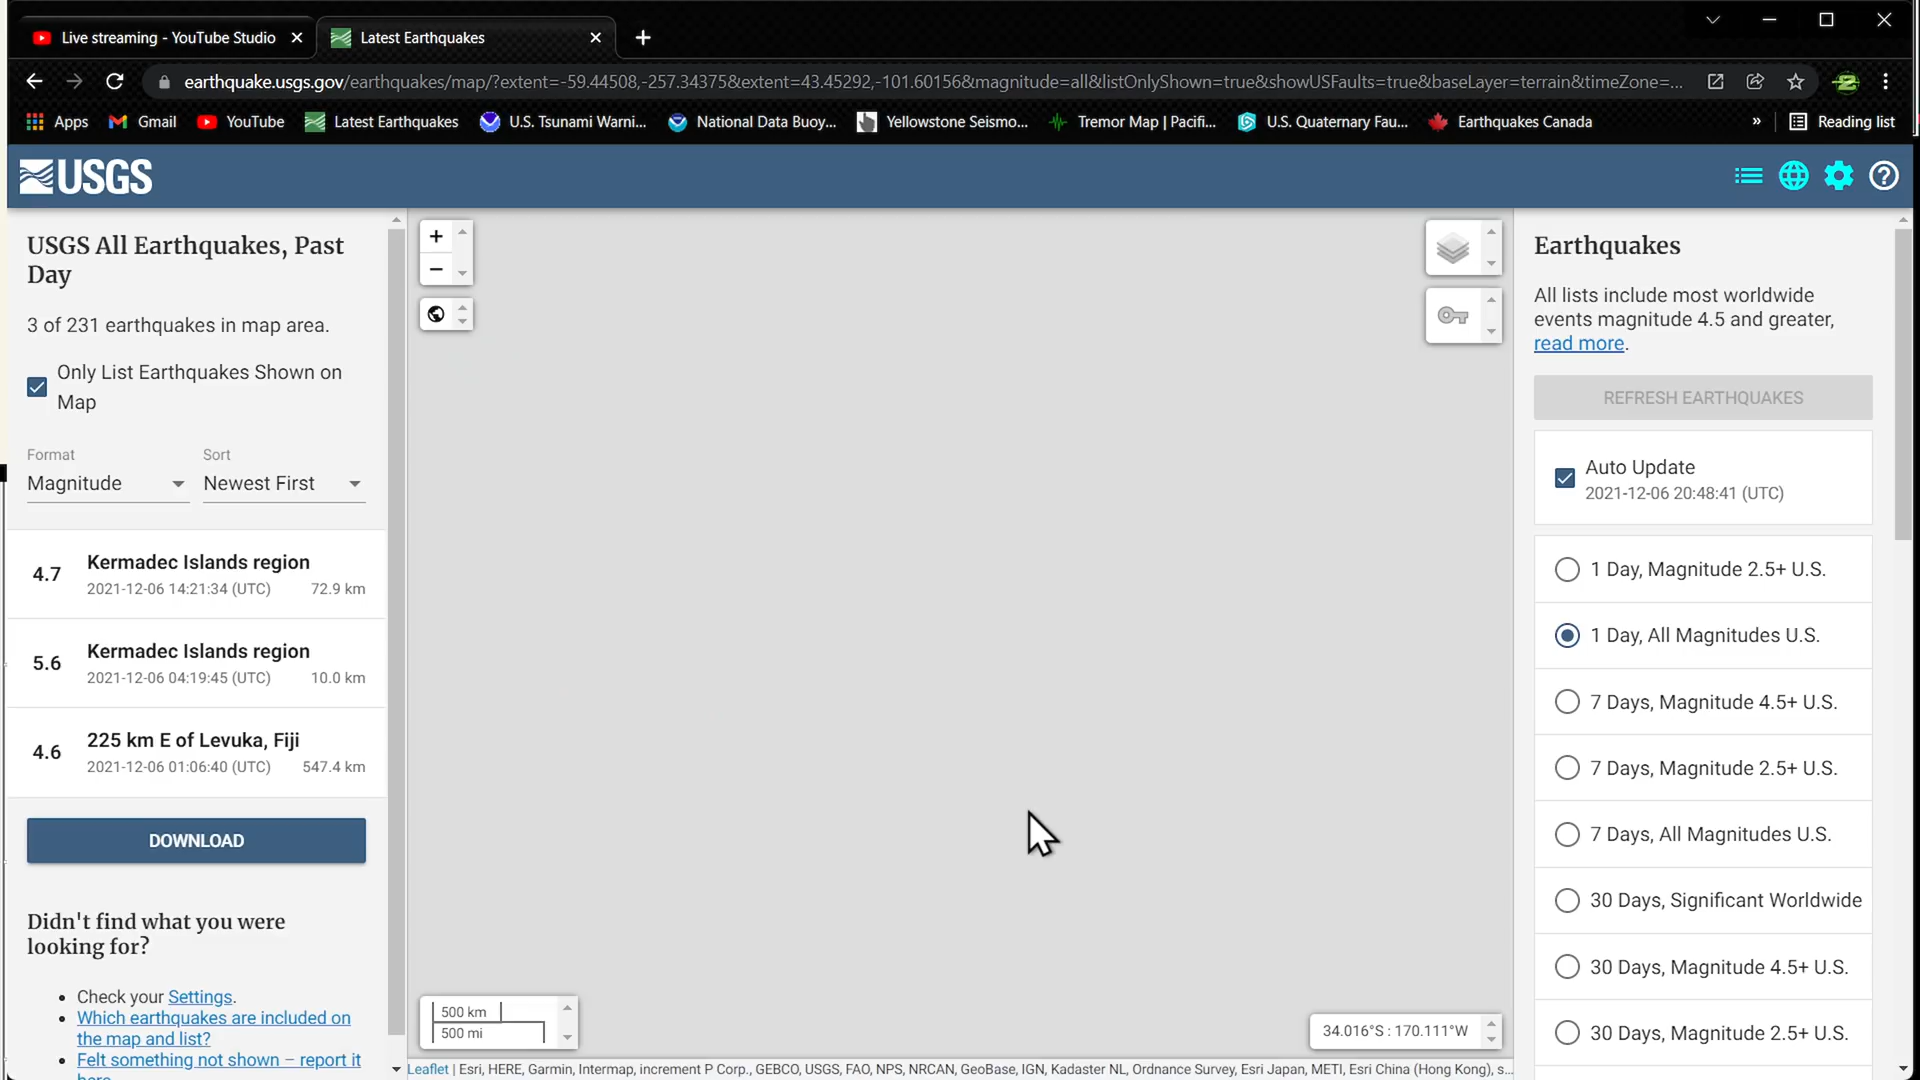 Live streaming - YouTube Studio
Latest Earthquakes
earthquake.usgs.gov/earthquakes/map/?extent=-59.44508,-257.34375&extent=43.45292,-101.60156&magnitude=all&listOnlyShown=true&showUSFaults=true&baseLayer=terrain&timeZone=...
Apps Gmail YouTube Latest Earthquakes U.S. Tsunami Warni... National Data Buoy... Yellowstone Seismo... Tremor Map | Pacifi... U.S. Quaternary Fau... Earthquakes Canada » Reading list
USGS
USGS All Earthquakes, Past
Day
3 of 231 earthquakes in map area.
Only List Earthquakes Shown on
Map
Format Sort
Magnitude Newest First
4.7 Kermadec Islands region
2021-12-06 14:21:34 (UTC) 72.9 km
5.6 Kermadec Islands region
2021-12-06 04:19:45 (UTC) 10.0 km
4.6 225 km E of Levuka, Fiji
2021-12-06 01:06:40 (UTC) 547.4 km
DOWNLOAD
Didn't find what you were
looking for?
• Check your Settings.
• Which earthquakes are included on
the map and list?
• Felt something not shown – report it
+
−
500 km
500 mi
34.016°S : 170.111°W
Leaflet | Esri, HERE, Garmin, Intermap, increment P Corp., GEBCO, USGS, FAO, NPS, NRCAN, GeoBase, IGN, Kadaster NL, Ordnance Survey, Esri Japan, METI, Esri China (Hong Kong), s...
Earthquakes
All lists include most worldwide
events magnitude 4.5 and greater,
read more.
REFRESH EARTHQUAKES
Auto Update
2021-12-06 20:48:41 (UTC)
1 Day, Magnitude 2.5+ U.S.
1 Day, All Magnitudes U.S.
7 Days, Magnitude 4.5+ U.S.
7 Days, Magnitude 2.5+ U.S.
7 Days, All Magnitudes U.S.
30 Days, Significant Worldwide
30 Days, Magnitude 4.5+ U.S.
30 Days, Magnitude 2.5+ U.S.